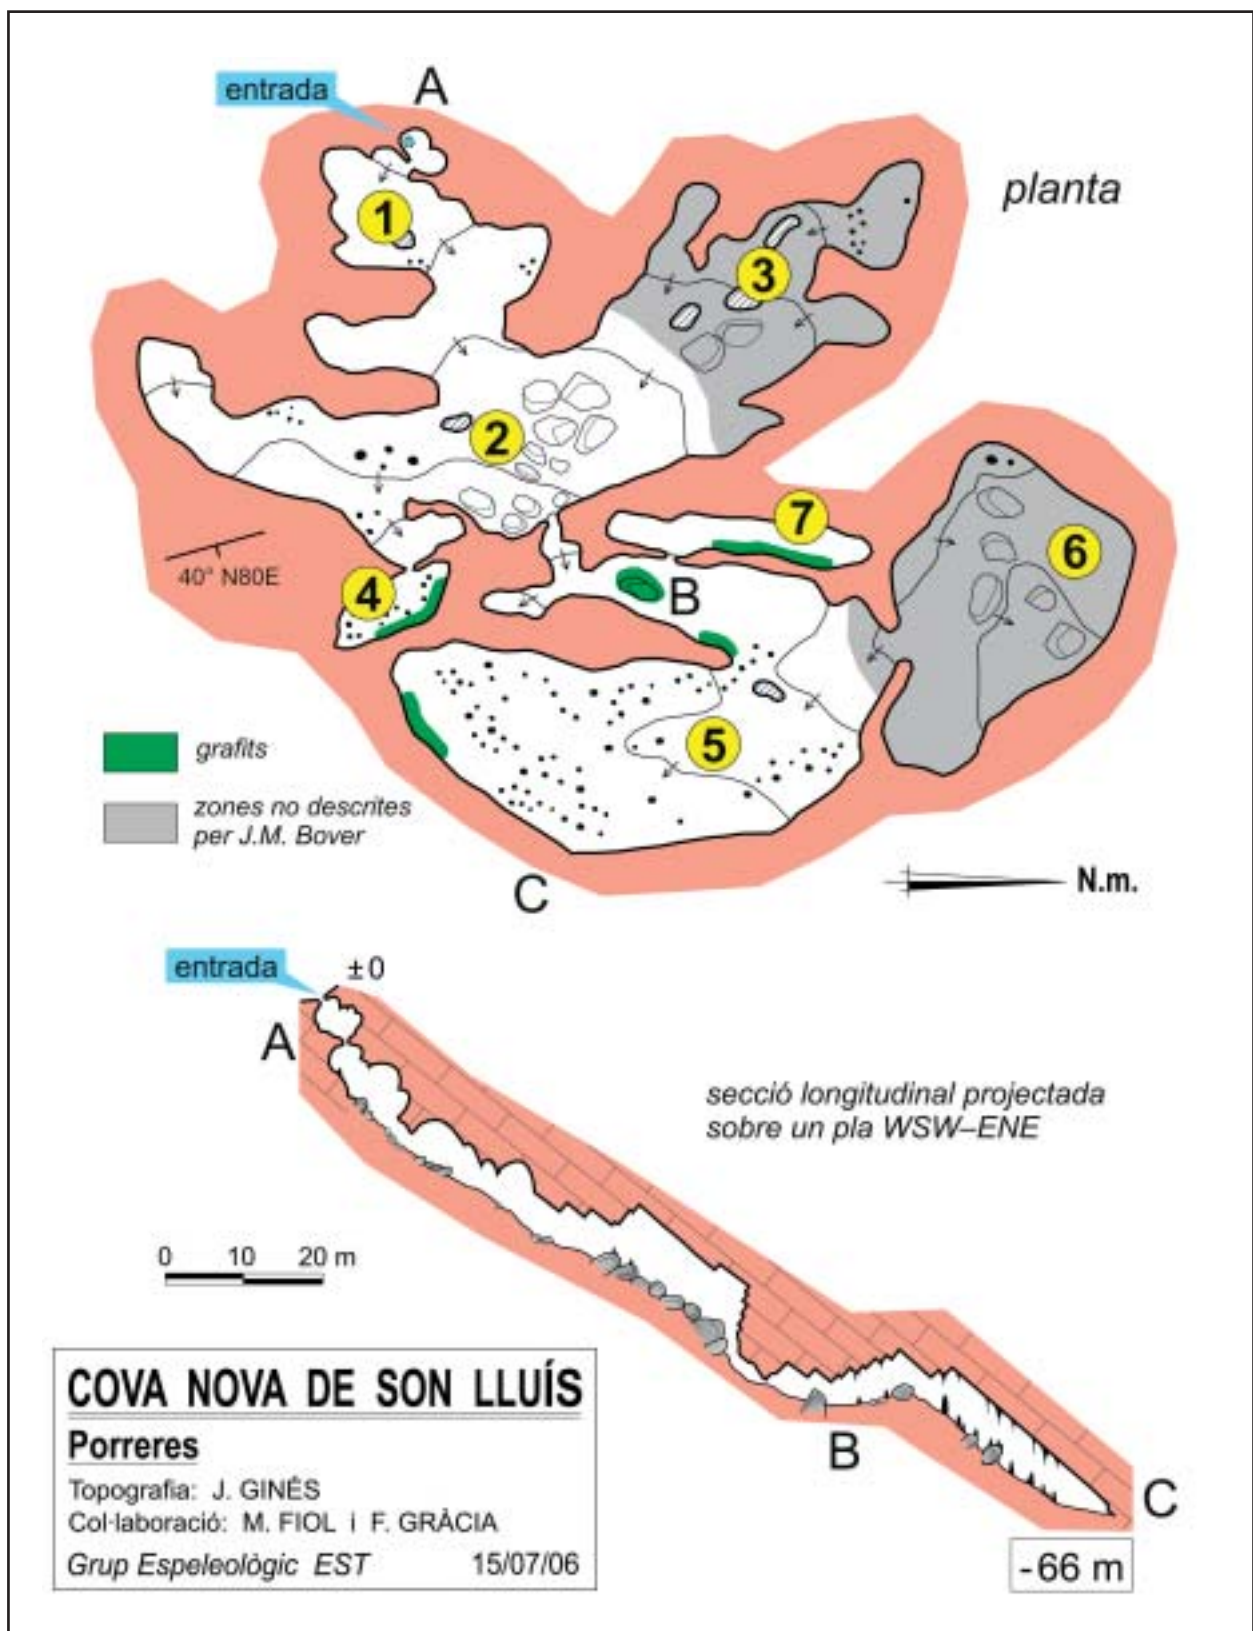 entrada
A
planta
1
3
2
7
6
40° N80E
4
B
5
grafits
zones no descrites
per J.M. Bover
C
N.m.
entrada
±0
A
secció longitudinal projectada
sobre un pla WSW–ENE
0 10 20 m
COVA NOVA DE SON LLUÍS
Porreres
Topografia: J. GINÉS
Col·laboració: M. FIOL i F. GRÀCIA
Grup Espeleològic EST 15/07/06
B
C
-66 m